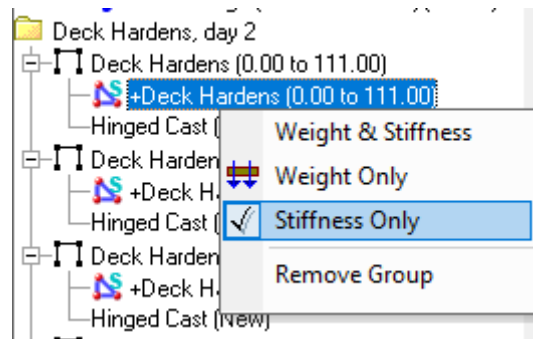 Deck Hardens, day 2
Deck Hardens (0.00 to 111.00)
+Deck Hardens (0.00 to 111.00)
Hinged Cast (
Weight & Stiffness
Deck Harden
Weight Only
+Deck H
Hinged Cast (
Stiffness Only
Deck Harden
Remove Group
+Deck H
Hinged Cast (New)